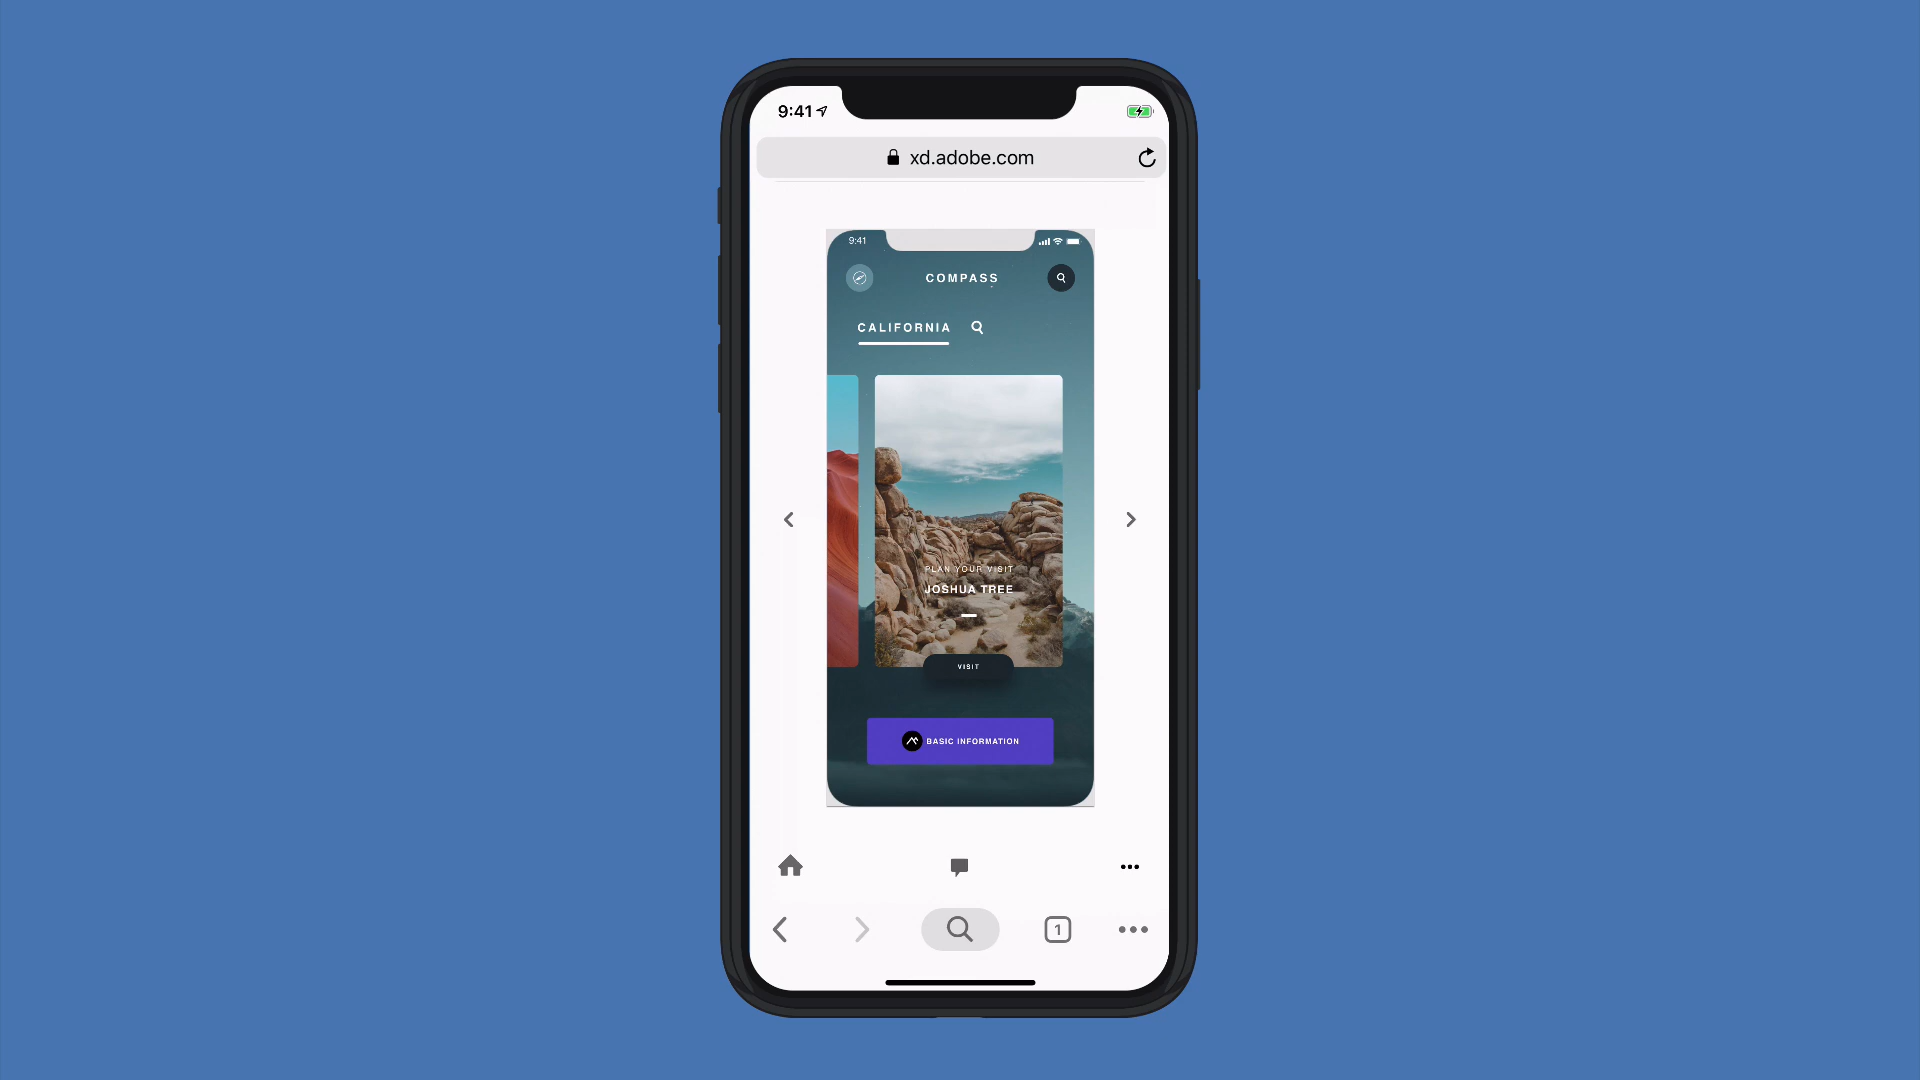 9:41
xd.adobe.com
9:41
COMPASS
CALIFORNIA
PLAN YOUR VISIT
JOSHUA TREE
VISIT
BASIC INFORMATION
1